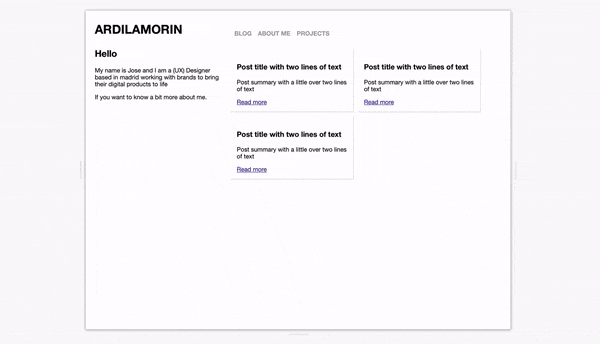 ARDILAMORIN
BLOG ABOUT ME PROJECTS
Hello
My name is Jose and I am a (UX) Designer
based in madrid working with brands to bring
their digital products to life
If you want to know a bit more about me.
Post title with two lines of text
Post summary with a little over two lines
of text
Read more
Post title with two lines of text
Post summary with a little over two lines
of text
Read more
Post title with two lines of text
Post summary with a little over two lines
of text
Read more